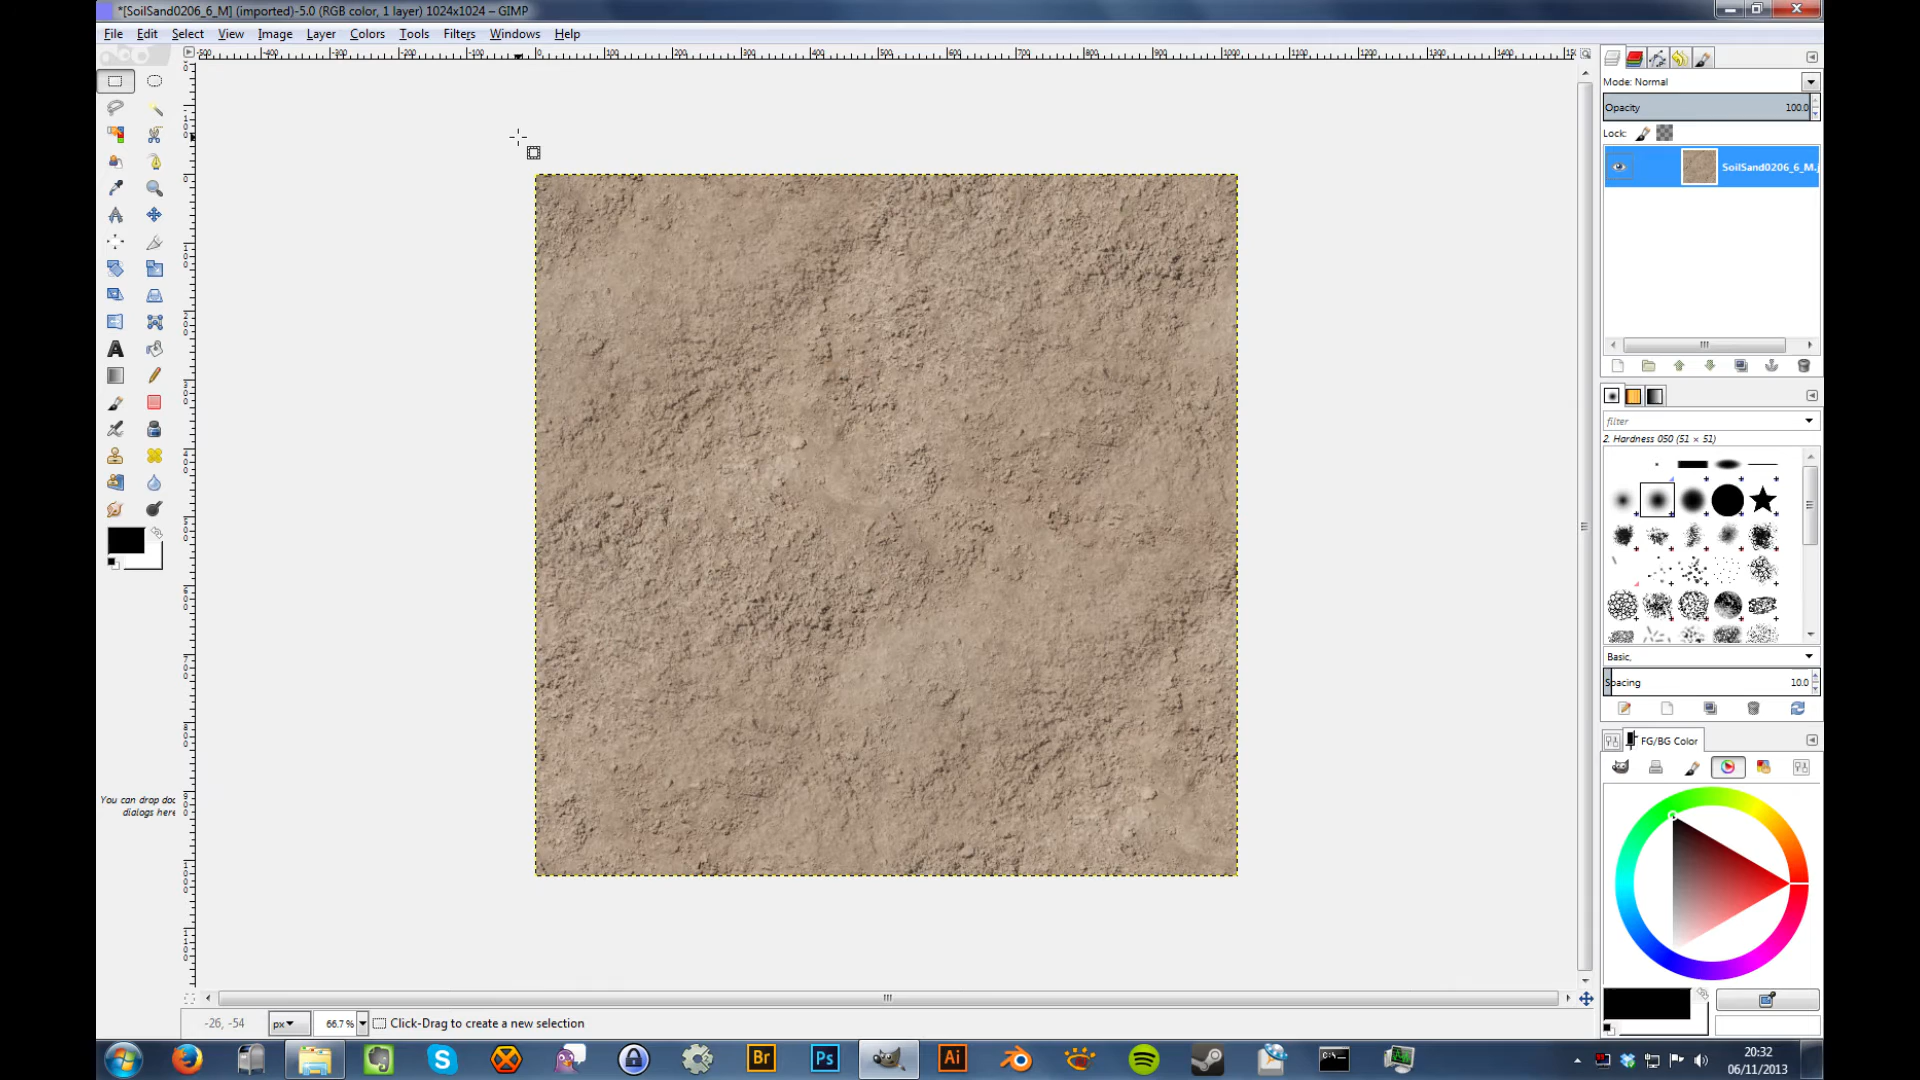 *[SoilSand0206_6_M] (imported)-5.0 (RGB color, 1 layer) 1024x1024 – GIMP
File Edit Select View Image Layer Colors Tools Filters Windows Help
Mode: Normal
Opacity 100.0
Lock:
SoilSand0206_6_M.j
filter
2. Hardness 050 (51 × 51)
Basic,
Spacing 10.0
FG/BG Color
You can drop doc
dialogs here
-26, -54 px 66.7 % Click-Drag to create a new selection
Br Ps Ai
20:32
06/11/2013